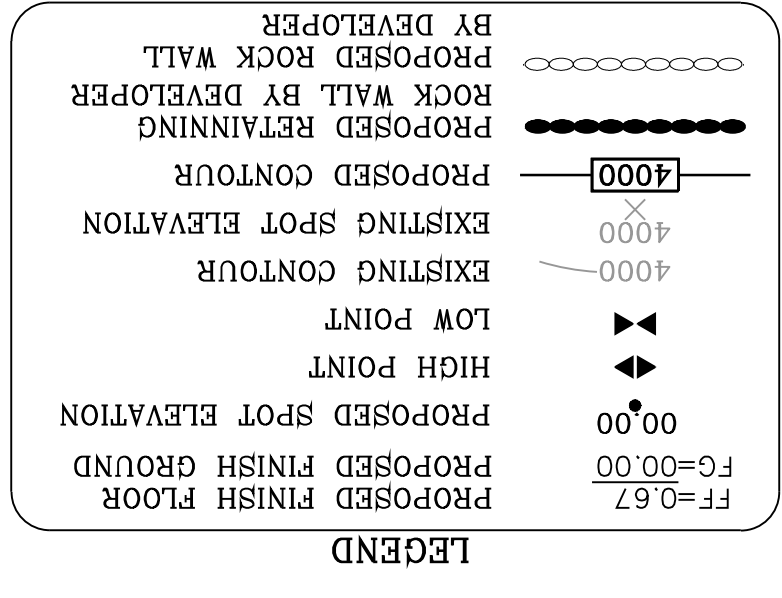 LEGEND
FF=0.67 PROPOSED FINISH FLOOR
FG=00.00 PROPOSED FINISH GROUND
00.00 PROPOSED SPOT ELEVATION
HIGH POINT
LOW POINT
4000 EXISTING CONTOUR
4000 EXISTING SPOT ELEVATION
4000 PROPOSED CONTOUR
PROPOSED RETAINNING
ROCK WALL BY DEVELOPER
PROPOSED ROCK WALL
BY DEVELOPER